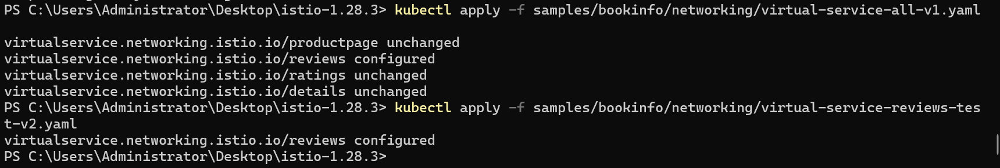 PS C:\Users\Administrator\Desktop\istio-1.28.3> kubectl apply -f samples/bookinfo/networking/virtual-service-all-v1.yaml
virtualservice.networking.istio.io/productpage unchanged
virtualservice.networking.istio.io/reviews configured
virtualservice.networking.istio.io/ratings unchanged
virtualservice.networking.istio.io/details unchanged
PS C:\Users\Administrator\Desktop\istio-1.28.3> kubectl apply -f samples/bookinfo/networking/virtual-service-reviews-tes
t-v2.yaml
virtualservice.networking.istio.io/reviews configured
PS C:\Users\Administrator\Desktop\istio-1.28.3>